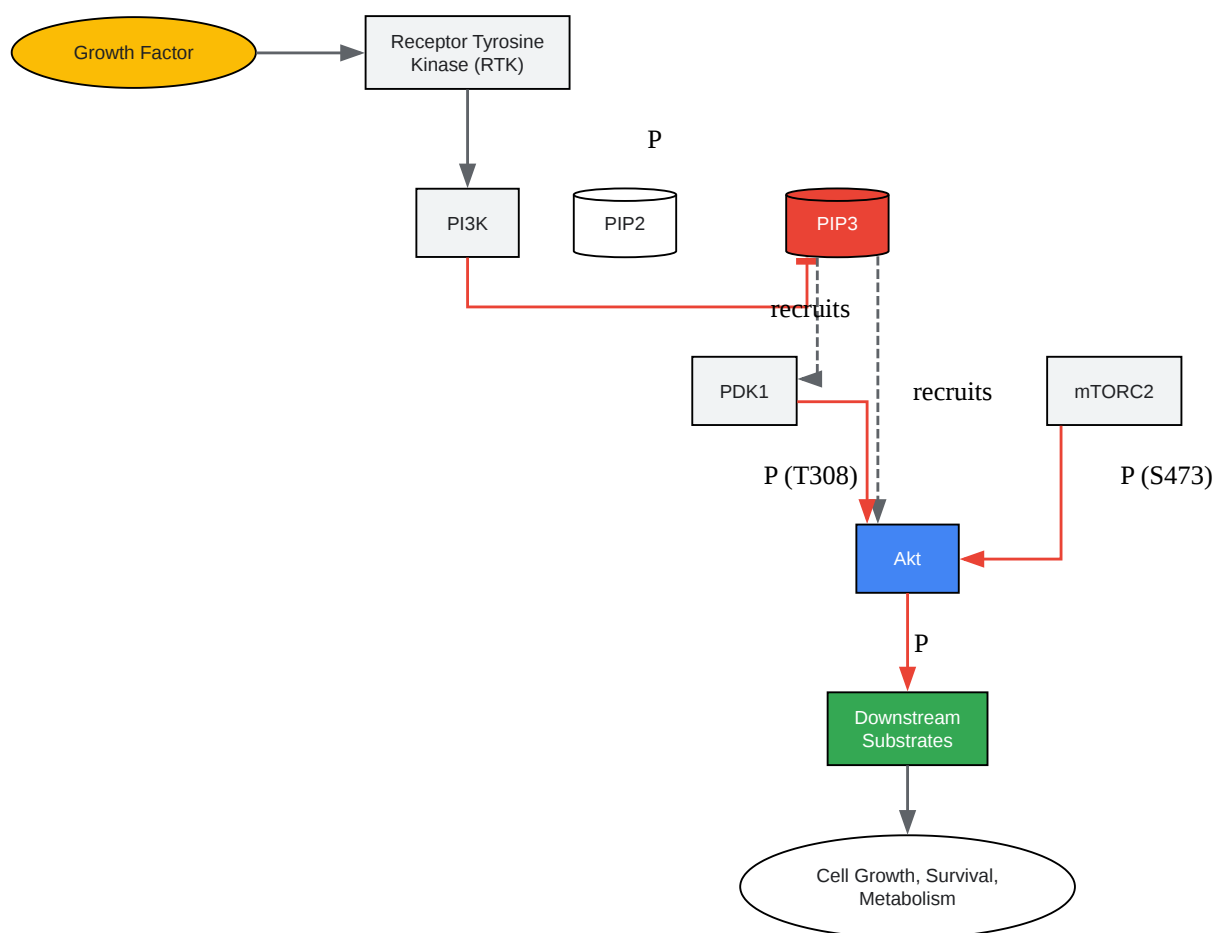 Growth Factor
Receptor Tyrosine
Kinase (RTK)
P
PI3K
PIP2
PIP3
recruits
PDK1
recruits
mTORC2
P (T308)
P (S473)
Akt
P
Downstream
Substrates
Cell Growth, Survival,
Metabolism